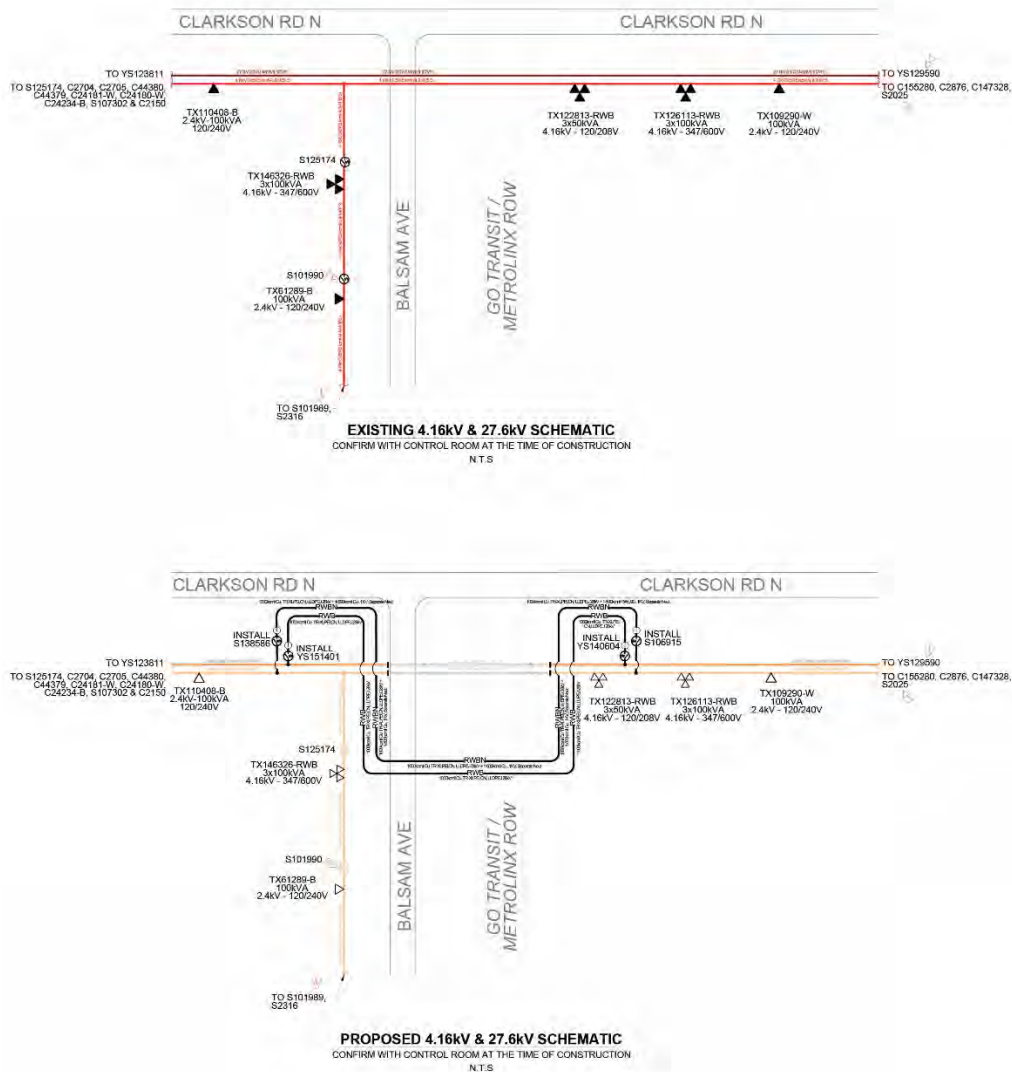 CLARKSON RD N
CLARKSON RD N
TO YS123811
TO S125174, C2704, C2705, C44380,
C44379, C24181-W, C24180-W,
C24234-B, S107302 & C2150
TO YS129590
TO C155280, C2876, C147328,
S2025
TX110408-B
2.4kV-100kVA
120/240V
TX122813-RWB
3x50kVA
4.16kV - 120/208V
TX126113-RWB
3x100kVA
4.16kV - 347/600V
TX109290-W
100kVA
2.4kV - 120/240V
S125174
TX146326-RWB
3x100kVA
4.16kV - 347/600V
S101990
TX61289-B
100kVA
2.4kV - 120/240V
BALSAM AVE
GO TRANSIT /
METROLINX ROW
TO S101989,
S2316
EXISTING 4.16kV & 27.6kV SCHEMATIC
CONFIRM WITH CONTROL ROOM AT THE TIME OF CONSTRUCTION
N.T.S
CLARKSON RD N
CLARKSON RD N
RWBN
RWB
RWBN
RWB
INSTALL
S138586
INSTALL
YS151401
INSTALL
YS140604
INSTALL
S106915
TO YS123811
TO S125174, C2704, C2705, C44380,
C44379, C24181-W, C24180-W,
C24234-B, S107302 & C2150
TO YS129590
TO C155280, C2876, C147328,
S2025
TX110408-B
2.4kV-100kVA
120/240V
TX122813-RWB
3x50kVA
4.16kV - 120/208V
TX126113-RWB
3x100kVA
4.16kV - 347/600V
TX109290-W
100kVA
2.4kV - 120/240V
RWB
RWBN
RWBN
RWB
S125174
TX146326-RWB
3x100kVA
4.16kV - 347/600V
RWBN
RWB
S101990
TX61289-B
100kVA
2.4kV - 120/240V
BALSAM AVE
GO TRANSIT /
METROLINX ROW
TO S101989,
S2316
PROPOSED 4.16kV & 27.6kV SCHEMATIC
CONFIRM WITH CONTROL ROOM AT THE TIME OF CONSTRUCTION
N.T.S